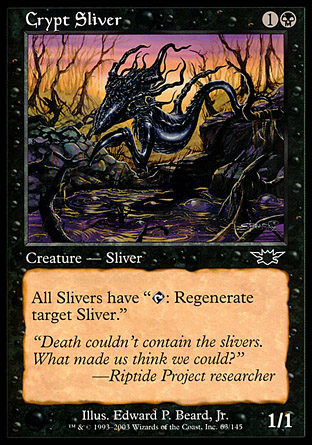 Crypt Sliver 1
Creature — Sliver
All Slivers have “: Regenerate
target Sliver.”
“Death couldn’t contain the slivers.
What made us think we could?”
—Riptide Project researcher
Illus. Edward P. Beard, Jr.
™ & © 1993-2003 Wizards of the Coast, Inc. 63/145
1/1